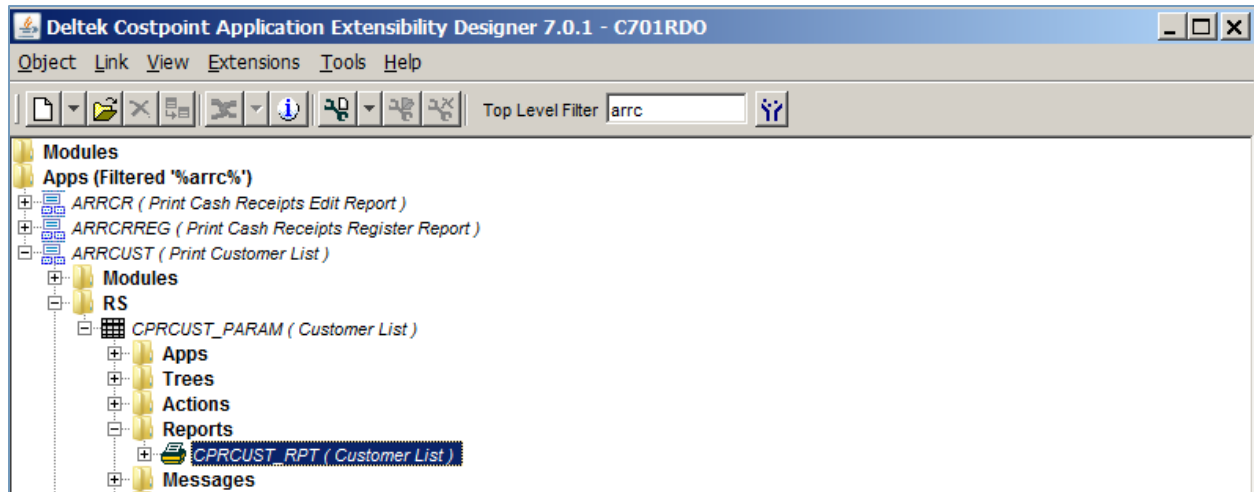 Deltek Costpoint Application Extensibility Designer 7.0.1 - C701RDO
Object Link View Extensions Tools Help
Top Level Filter arrc
Modules
Apps (Filtered '%arrc%')
ARRCR ( Print Cash Receipts Edit Report )
ARRCRREG ( Print Cash Receipts Register Report )
ARRCUST ( Print Customer List )
Modules
RS
CPRCUST_PARAM ( Customer List )
Apps
Trees
Actions
Reports
CPRCUST_RPT ( Customer List )
Messages